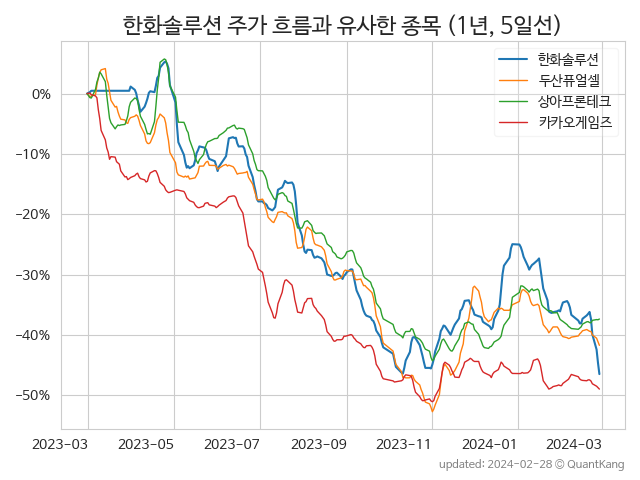 한화솔루션 주가 흐름과 유사한 종목 (1년, 5일선)
한화솔루션
두산퓨얼셀
상아프론테크
카카오게임즈
0%
−10%
−20%
−30%
−40%
−50%
2023-03 2023-05 2023-07 2023-09 2023-11 2024-01 2024-03
updated: 2024-02-28 © QuantKang